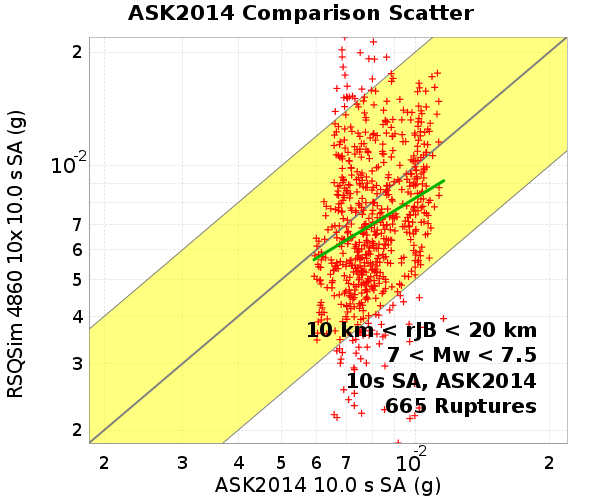 ASK2014 Comparison Scatter
RSQSim 4860 10x 10.0 s SA (g)
2
10-2
7
6
5
4
3
2
10 km < rJB < 20 km
7 < Mw < 7.5
10s SA, ASK2014
665 Ruptures
2 3 4 5 6 7 10-2 2
ASK2014 10.0 s SA (g)